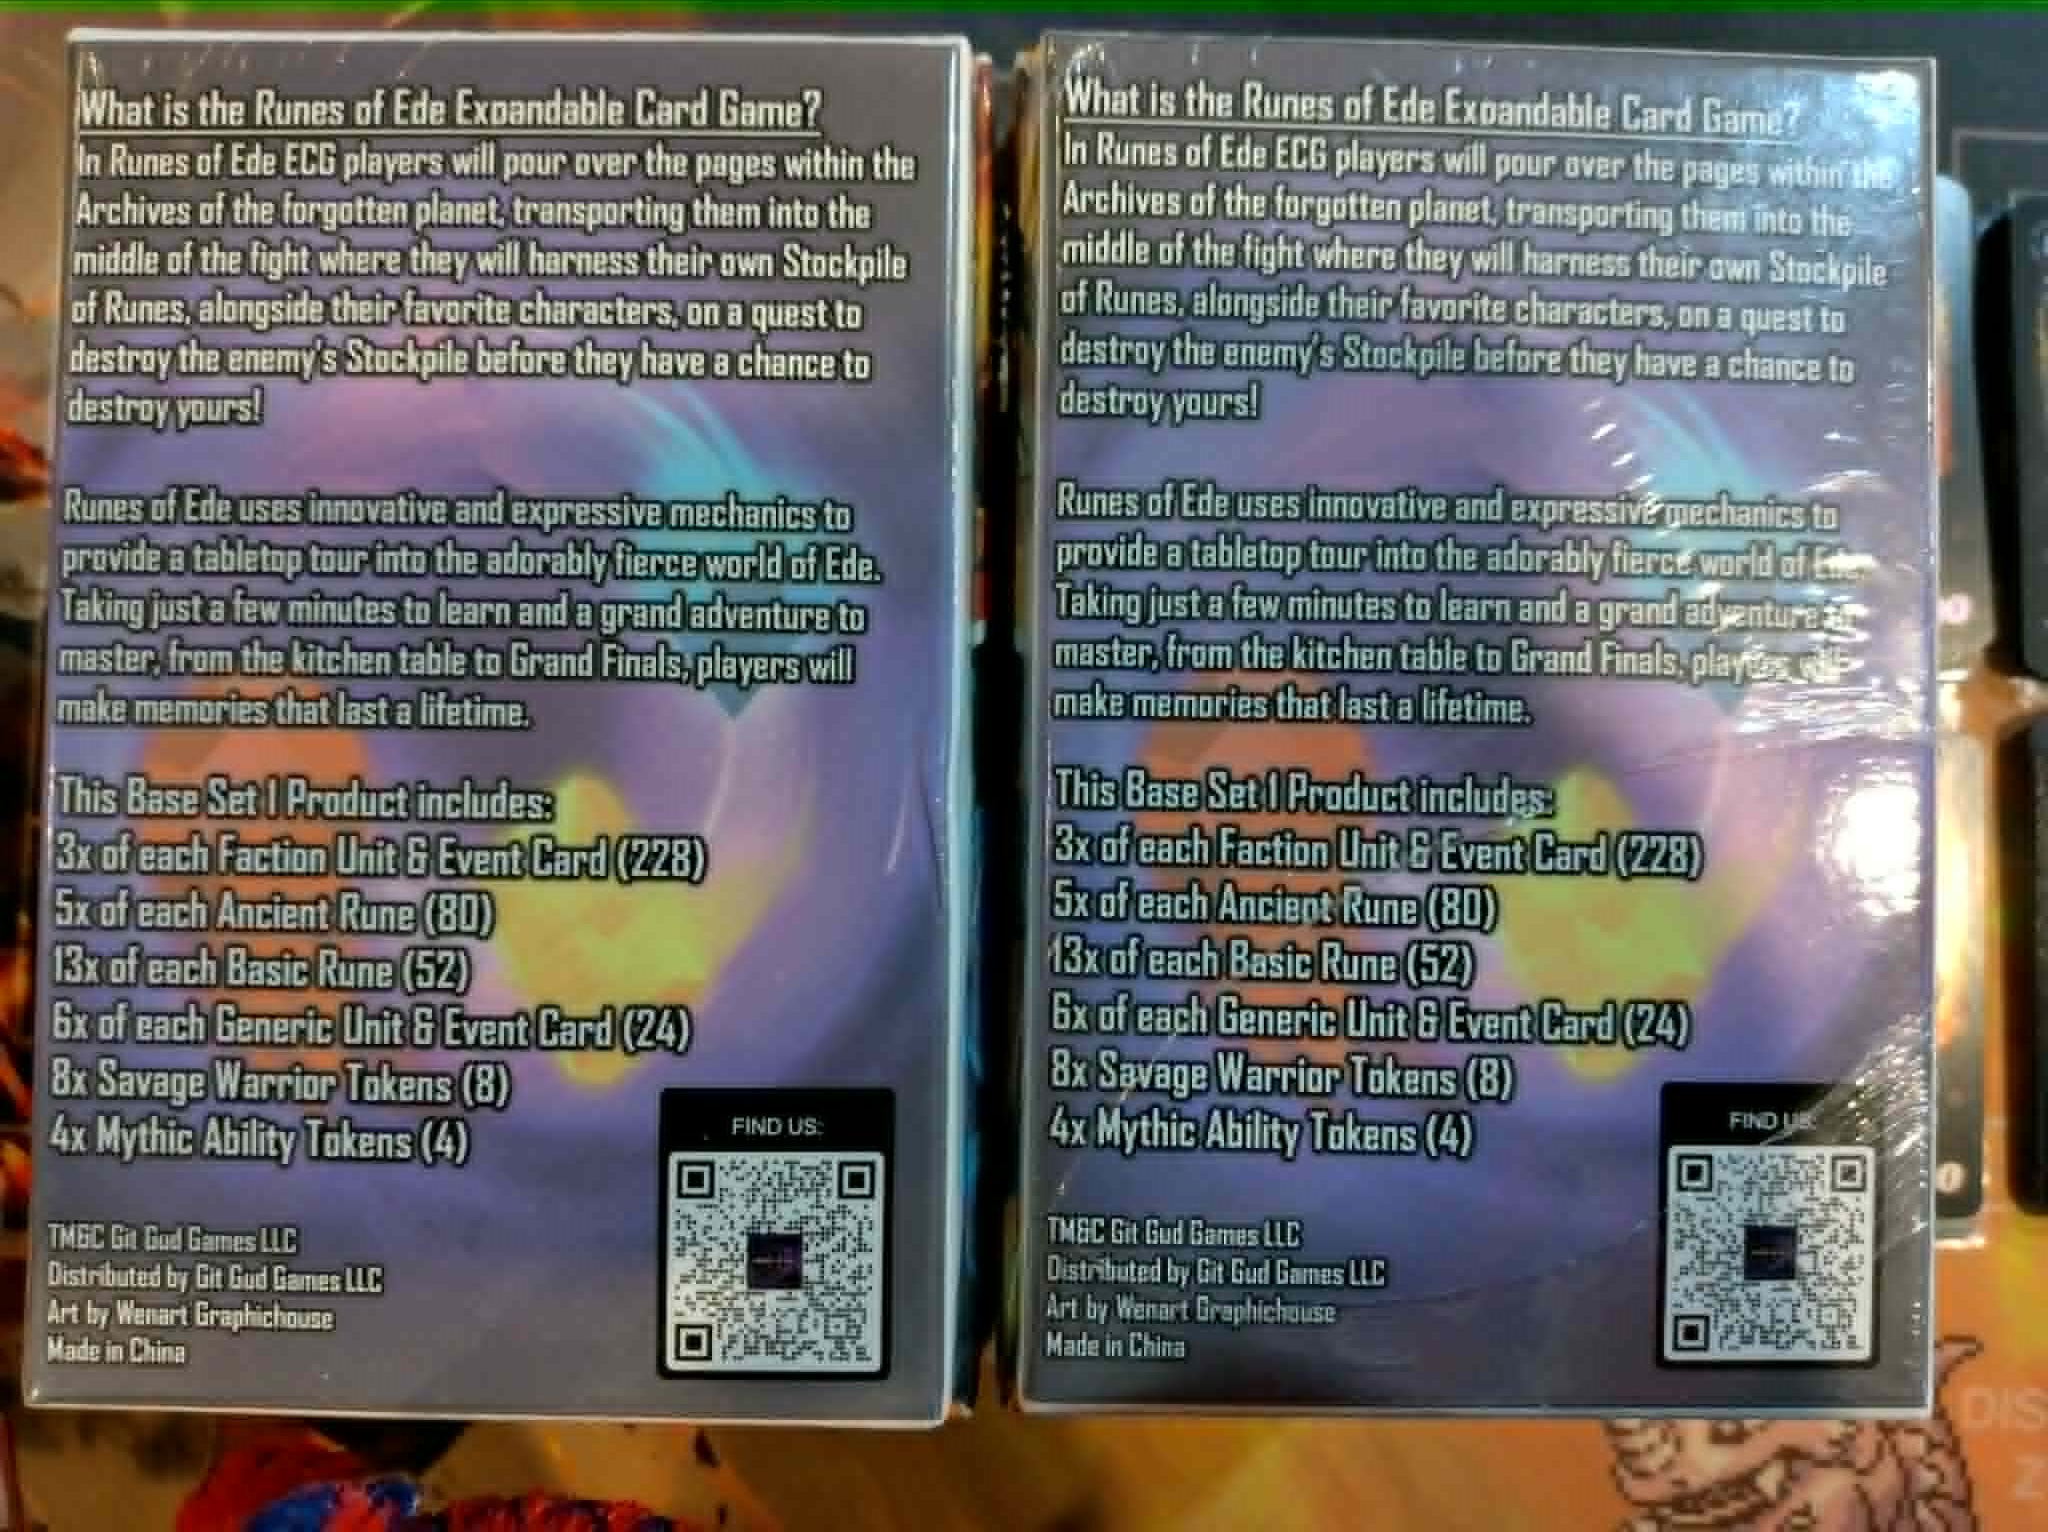 What is the Runes of Ede Expandable Card Game?
In Runes of Ede ECG players will pour over the pages within the
Archives of the forgotten planet, transporting them into the
middle of the fight where they will harness their own Stockpile
of Runes, alongside their favorite characters, on a quest to
destroy the enemy's Stockpile before they have a chance to
destroy yours!
Runes of Ede uses innovative and expressive mechanics to
provide a tabletop tour into the adorably fierce world of Ede.
Taking just a few minutes to learn and a grand adventure to
master, from the kitchen table to Grand Finals, players will
make memories that last a lifetime.
This Base Set 1 Product includes:
3x of each Faction Unit & Event Card (228)
5x of each Ancient Rune (80)
13x of each Basic Rune (52)
6x of each Generic Unit & Event Card (24)
8x Savage Warrior Tokens (8)
4x Mythic Ability Tokens (4)
FIND US:
TM&C Git Gud Games LLC
Distributed by Git Gud Games LLC
Art by Wenart Graphichouse
Made in China
What is the Runes of Ede Expandable Card Game?
In Runes of Ede ECG players will pour over the pages within the
Archives of the forgotten planet, transporting them into the
middle of the fight where they will harness their own Stockpile
of Runes, alongside their favorite characters, on a quest to
destroy the enemy's Stockpile before they have a chance to
destroy yours!
Runes of Ede uses innovative and expressive mechanics to
provide a tabletop tour into the adorably fierce world of Ede.
Taking just a few minutes to learn and a grand adventure to
master, from the kitchen table to Grand Finals, players will
make memories that last a lifetime.
This Base Set 1 Product includes:
3x of each Faction Unit & Event Card (228)
5x of each Ancient Rune (80)
13x of each Basic Rune (52)
6x of each Generic Unit & Event Card (24)
8x Savage Warrior Tokens (8)
4x Mythic Ability Tokens (4)
FIND US:
TM&C Git Gud Games LLC
Distributed by Git Gud Games LLC
Art by Wenart Graphichouse
Made in China